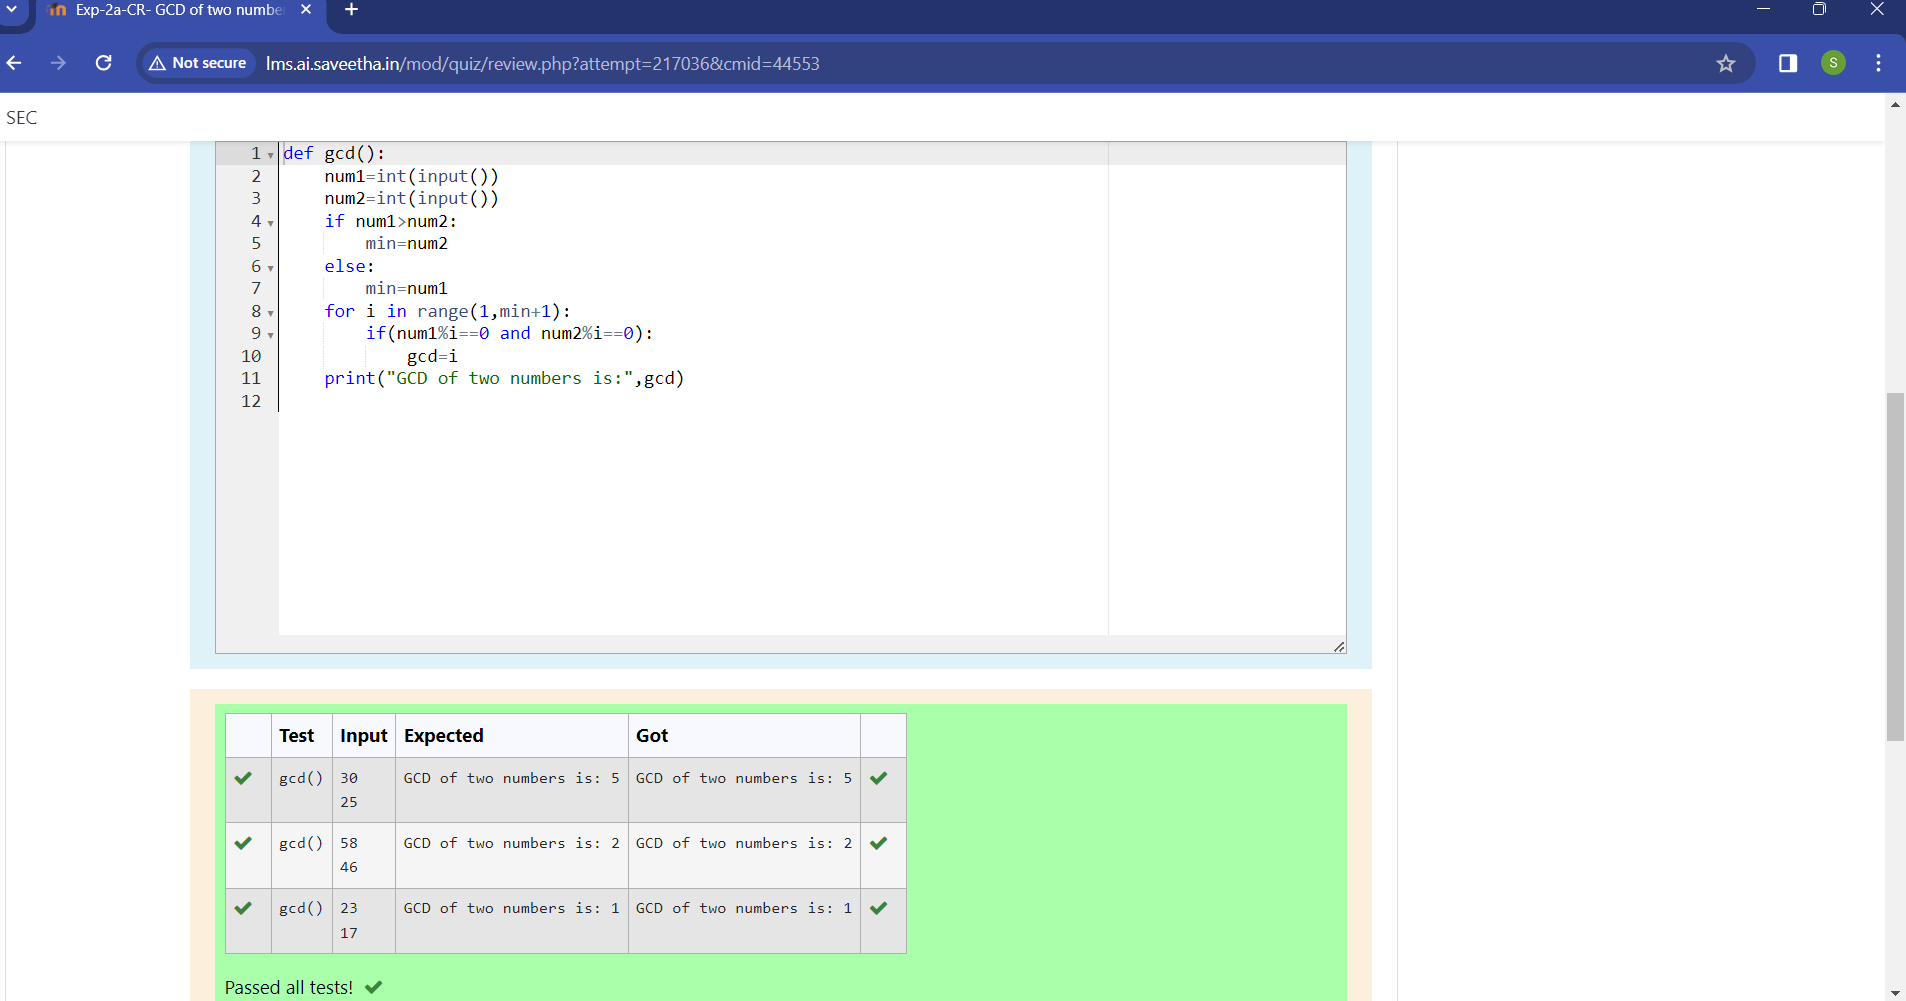 Exp-2a-CR- GCD of two numbe
Not secure
lms.ai.saveetha.in/mod/quiz/review.php?attempt=217036&cmid=44553
S
SEC
1 def gcd():
2     num1=int(input())
3     num2=int(input())
4     if num1>num2:
5         min=num2
6     else:
7         min=num1
8     for i in range(1,min+1):
9         if(num1%i==0 and num2%i==0):
10             gcd=i
11     print("GCD of two numbers is:",gcd)
12
Test Input Expected Got
gcd() 30 GCD of two numbers is: 5 GCD of two numbers is: 5
25
gcd() 58 GCD of two numbers is: 2 GCD of two numbers is: 2
46
gcd() 23 GCD of two numbers is: 1 GCD of two numbers is: 1
17
Passed all tests!